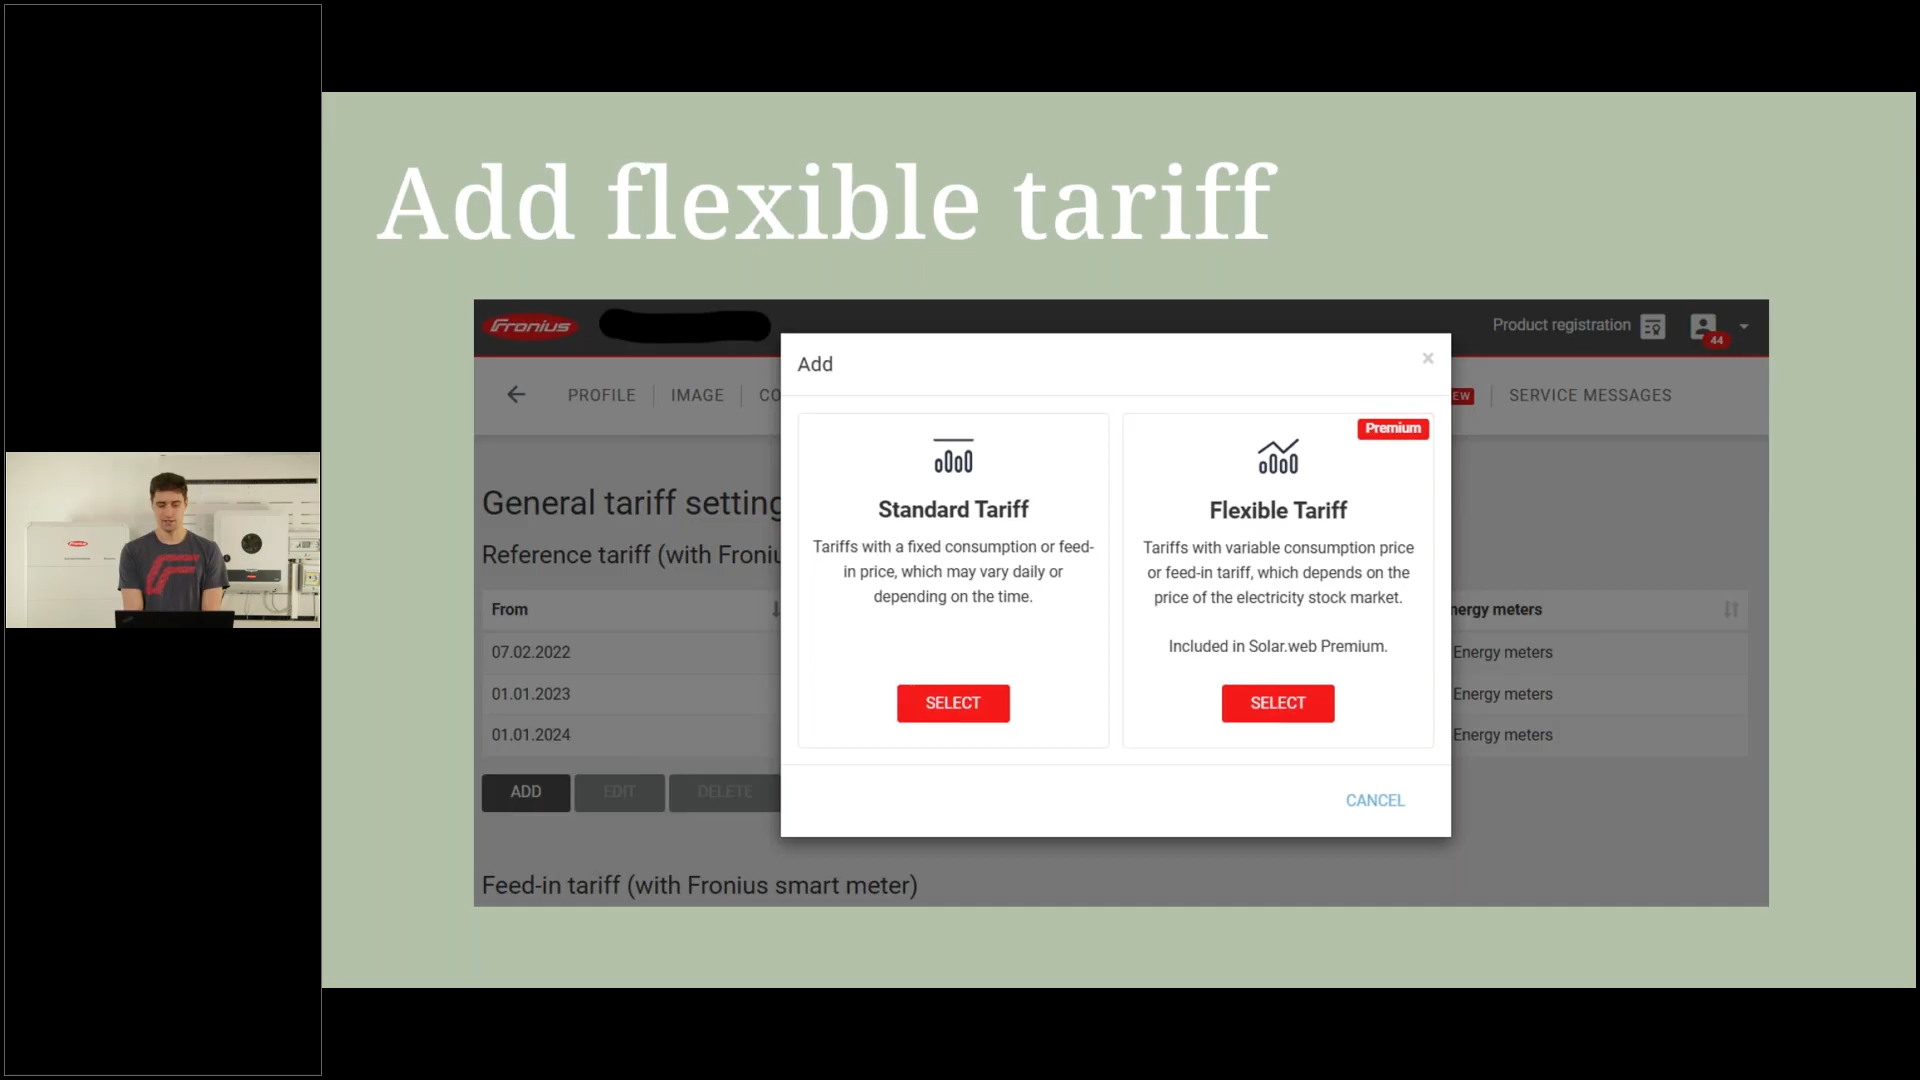 Add flexible tariff
Fronius
Product registration
44
PROFILE
IMAGE
CO
EW
SERVICE MESSAGES
Add
×
Premium
Standard Tariff
Tariffs with a fixed consumption or feed-
in price, which may vary daily or
depending on the time.
SELECT
Flexible Tariff
Tariffs with variable consumption price
or feed-in tariff, which depends on the
price of the electricity stock market.
Included in Solar.web Premium.
SELECT
CANCEL
General tariff setting
Reference tariff (with Froniu
From
nergy meters
07.02.2022
Energy meters
01.01.2023
Energy meters
01.01.2024
Energy meters
ADD
EDIT
DELETE
Feed-in tariff (with Fronius smart meter)